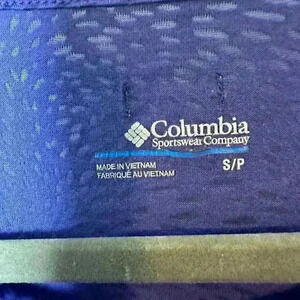 Columbia
Sportswear Company
MADE IN VIETNAM
FABRIQUÉ AU VIETNAM
S/P